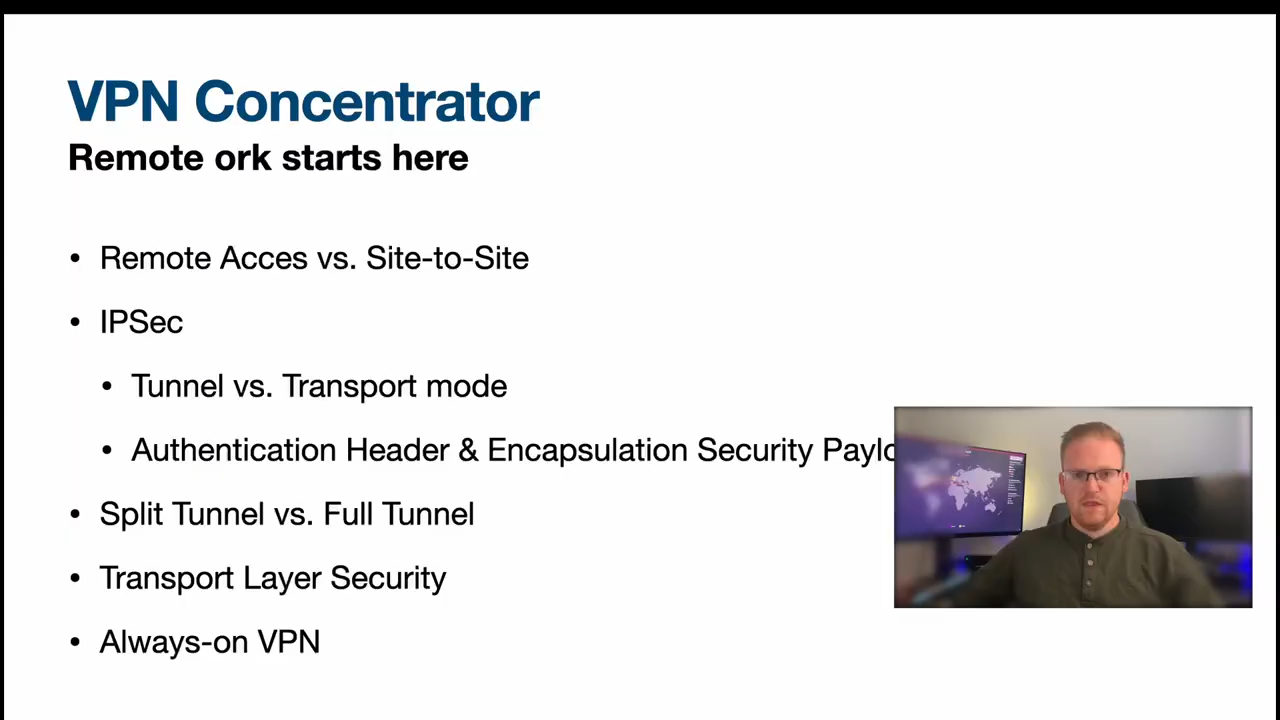 VPN Concentrator
Remote ork starts here
• Remote Acces vs. Site-to-Site
• IPSec
• Tunnel vs. Transport mode
• Authentication Header & Encapsulation Security Paylo
• Split Tunnel vs. Full Tunnel
• Transport Layer Security
• Always-on VPN